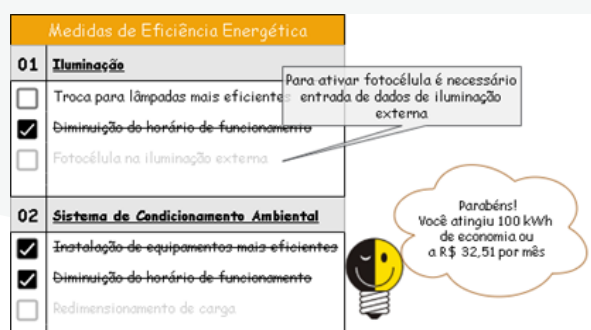 Medidas de Eficiência Energética
01 Iluminação
Troca para lâmpadas mais eficientes
Diminuição do horário de funcionamento
Fotocélula na iluminação externa
Para ativar fotocélula é necessário
entrada de dados de iluminação
externa
02 Sistema de Condicionamento Ambiental
Instalação de equipamentos mais eficientes
Diminuição do horário de funcionamento
Redimensionamento de carga
Parabéns!
Você atingiu 100 kWh
de economia ou
a R$ 32,51 por mês